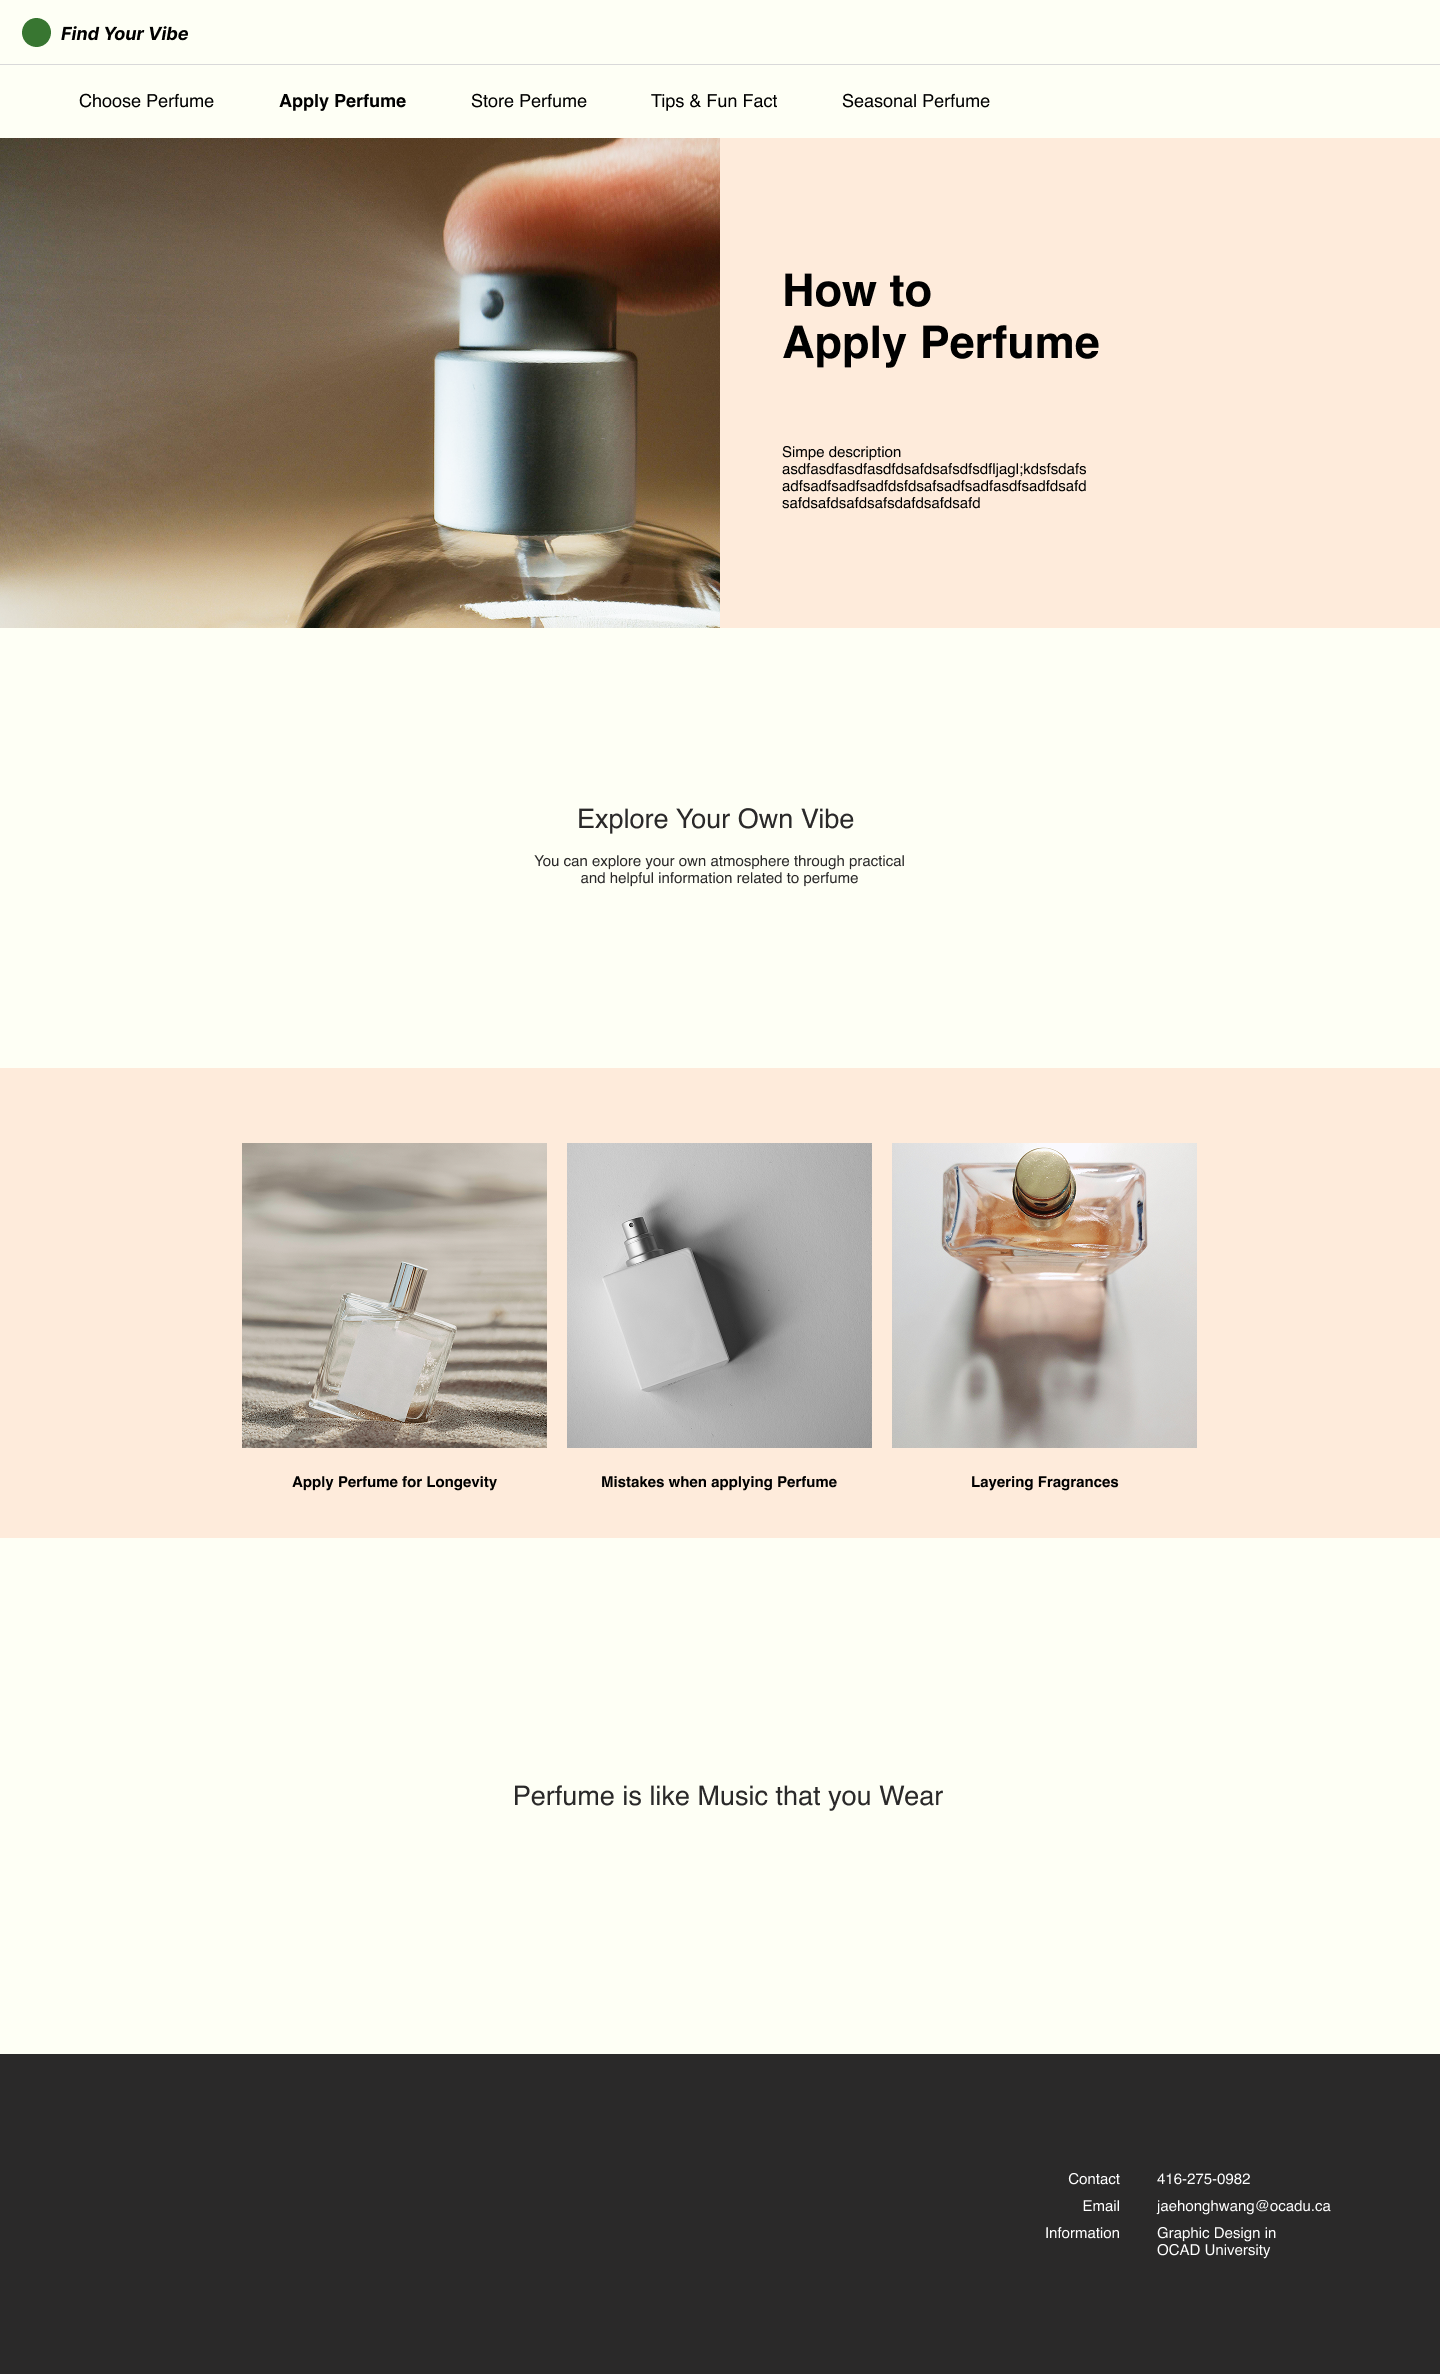 Find Your Vibe
Choose Perfume
Apply Perfume
Store Perfume
Tips & Fun Fact
Seasonal Perfume
How to
Apply Perfume
Simpe description
asdfasdfasdfasdfdsafdsafsdfsdfljagl;kdsfsdafs
adfsadfsadfsadfdsfdsafsadfsadfasdfsadfdsafd
safdsafdsafdsafsdafdsafdsafd
Explore Your Own Vibe
You can explore your own atmosphere through practical
and helpful information related to perfume
Apply Perfume for Longevity
Mistakes when applying Perfume
Layering Fragrances
Perfume is like Music that you Wear
Contact 416-275-0982
Email jaehonghwang@ocadu.ca
Information Graphic Design in
OCAD University